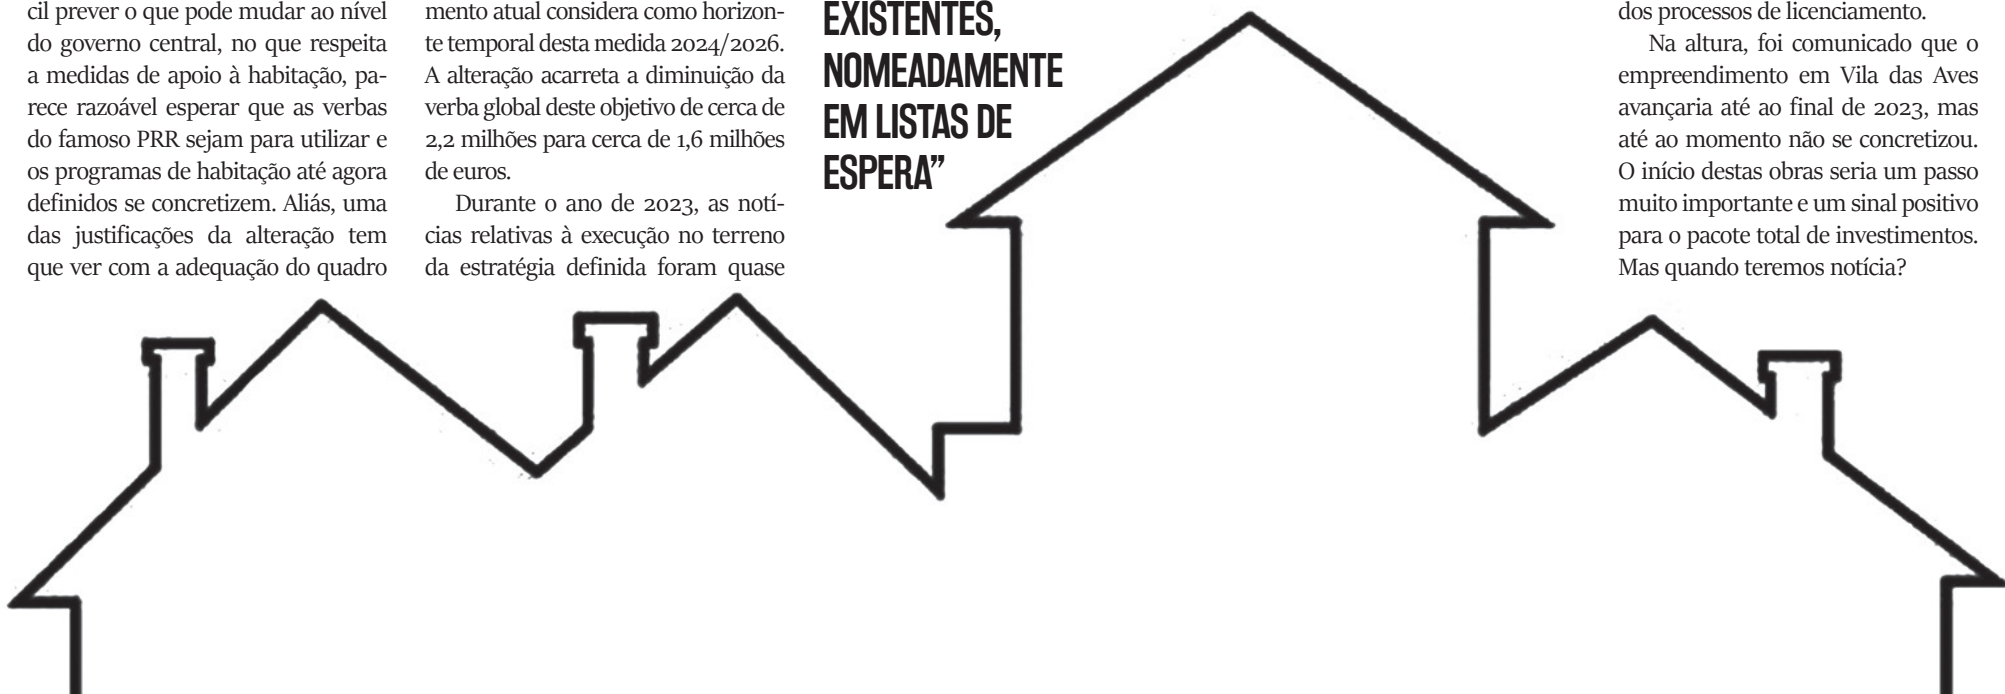 cil prever o que pode mudar ao nível
do governo central, no que respeita
a medidas de apoio à habitação, pa-
rece razoável esperar que as verbas
do famoso PRR sejam para utilizar e
os programas de habitação até agora
definidos se concretizem. Aliás, uma
das justificações da alteração tem
que ver com a adequação do quadro
mento atual considera como horizon-
te temporal desta medida 2024/2026.
A alteração acarreta a diminuição da
verba global deste objetivo de cerca de
2,2 milhões para cerca de 1,6 milhões
de euros.
Durante o ano de 2023, as notí-
cias relativas à execução no terreno
da estratégia definida foram quase
EXISTENTES,
NOMEADAMENTE
EM LISTAS DE
ESPERA”
dos processos de licenciamento.
Na altura, foi comunicado que o
empreendimento em Vila das Aves
avançaria até ao final de 2023, mas
até ao momento não se concretizou.
O início destas obras seria um passo
muito importante e um sinal positivo
para o pacote total de investimentos.
Mas quando teremos notícia?